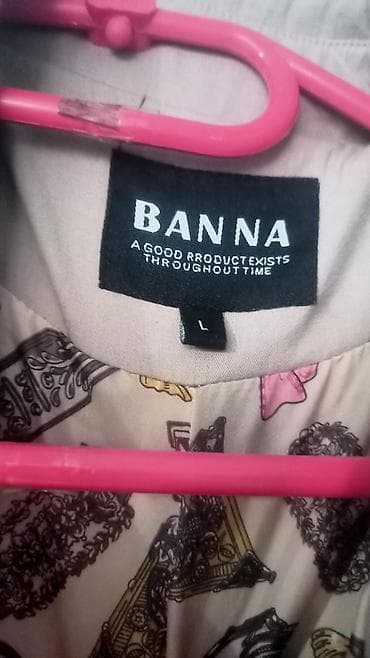 BANNA
A GOOD RRODUCT EXISTS
THROUGHOUT TIME
L